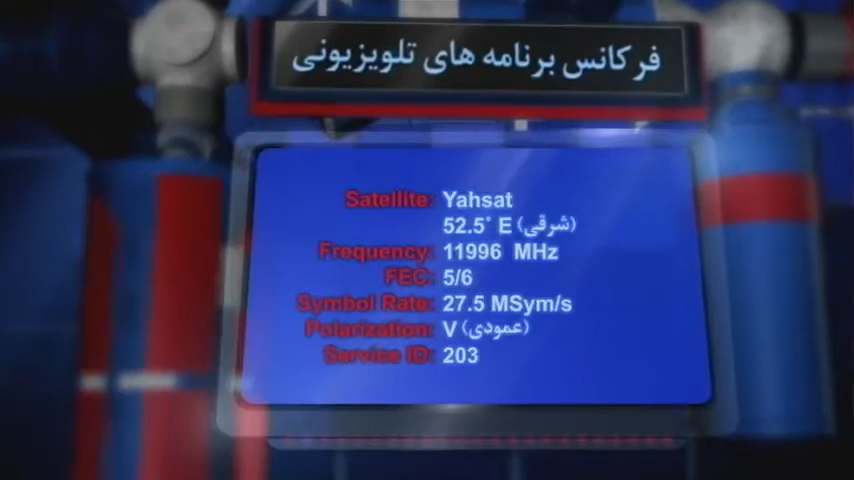 فرکانس برنامه های تلویزیونی
Satellite: Yahsat
52.5° E (شرقی)
Frequency: 11996 MHz
FEC: 5/6
Symbol Rate: 27.5 MSym/s
Polarization: V (عمودی)
Service ID: 203